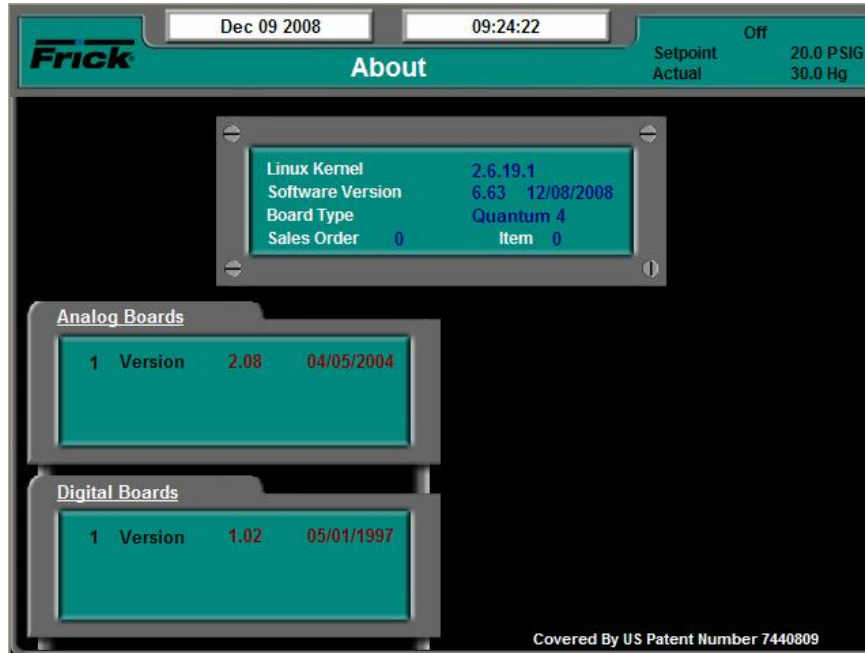 Dec 09 2008 09:24:22
Off
Frick
About
Setpoint 20.0 PSIG
Actual 30.0 Hg
Linux Kernel 2.6.19.1
Software Version 6.63 12/08/2008
Board Type Quantum 4
Sales Order 0 Item 0
Analog Boards
1 Version 2.08 04/05/2004
Digital Boards
1 Version 1.02 05/01/1997
Covered By US Patent Number 7440809